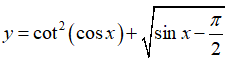 y = cot²(cos x) + √(sin x − π/2)